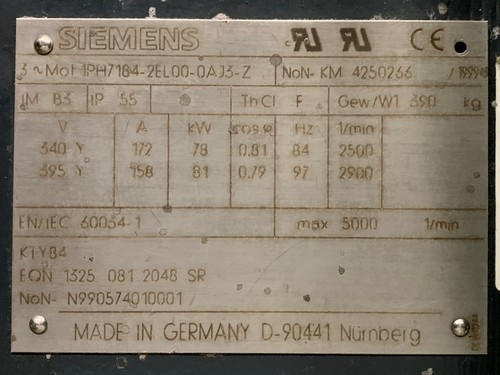 SIEMENS CE
3 ~ Mot 1PH7184-2EL00-0AJ3-Z NoN- KM 4250266 / 1999
IM B3 IP 55 Th Cl F Gew/WT 390 kg
V A kW cos φ Hz 1/min
340 Y 172 78 0.81 84 2500
395 Y 158 81 0.79 97 2900
EN/IEC 60034-1 max 5000 1/min
KTY84
EQN 1325 081 2048 SR
NoN- N990574010001
MADE IN GERMANY D-90441 Nürnberg